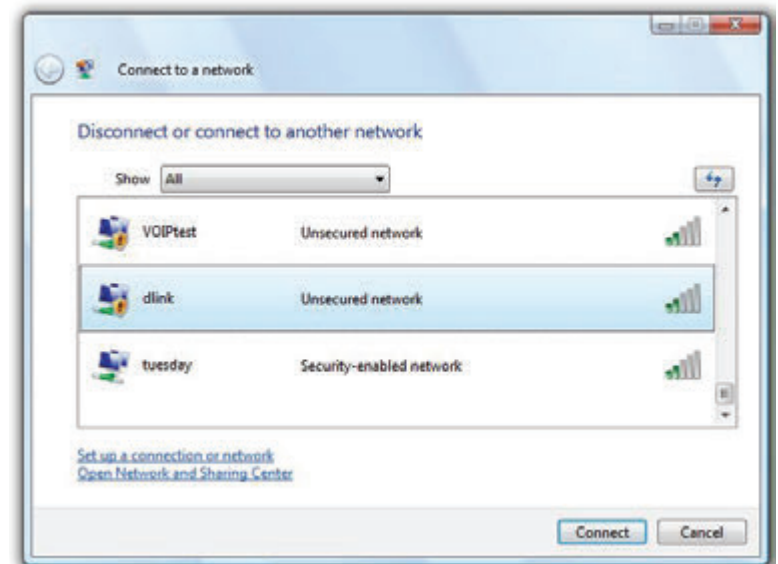 Connect to a network
Disconnect or connect to another network
Show All
VOIPtest Unsecured network
dlink Unsecured network
tuesday Security-enabled network
Set up a connection or network
Open Network and Sharing Center
Connect Cancel